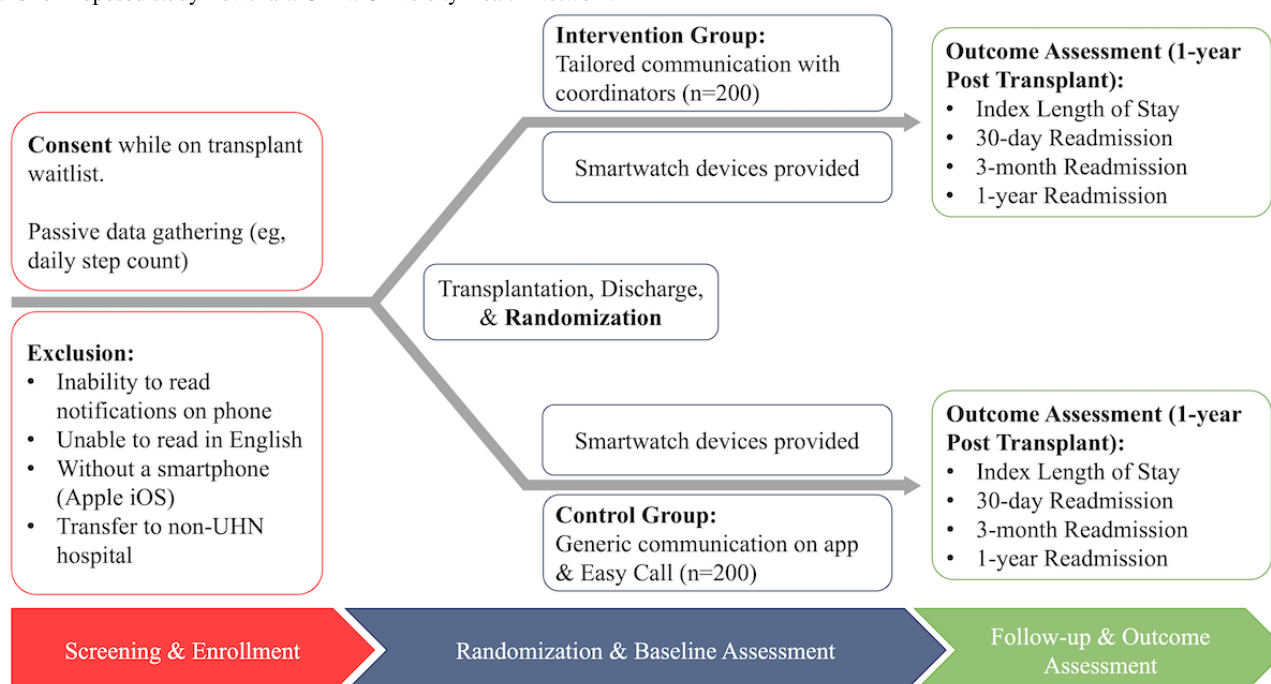 Consent while on transplant
waitlist.
Passive data gathering (eg,
daily step count)
Exclusion:
• Inability to read
notifications on phone
• Unable to read in English
• Without a smartphone
(Apple iOS)
• Transfer to non-UHN
hospital
Transplantation, Discharge,
& Randomization
Intervention Group:
Tailored communication with
coordinators (n=200)
Smartwatch devices provided
Smartwatch devices provided
Control Group:
Generic communication on app
& Easy Call (n=200)
Outcome Assessment (1-year
Post Transplant):
• Index Length of Stay
• 30-day Readmission
• 3-month Readmission
• 1-year Readmission
Outcome Assessment (1-year
Post Transplant):
• Index Length of Stay
• 30-day Readmission
• 3-month Readmission
• 1-year Readmission
Screening & Enrollment
Randomization & Baseline Assessment
Follow-up & Outcome
Assessment